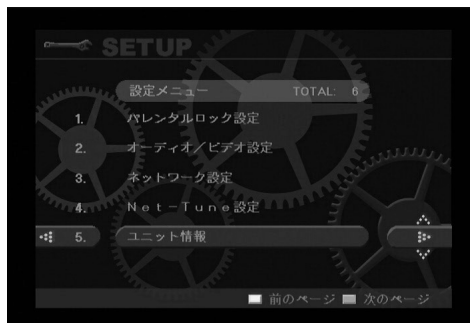 SETUP
設定メニュー TOTAL: 6
1. パレンタルロック設定
2. オーディオ／ビデオ設定
3. ネットワーク設定
4. Ｎｅｔ－Ｔｕｎｅ設定
5. ユニット情報
前のページ 次のページ